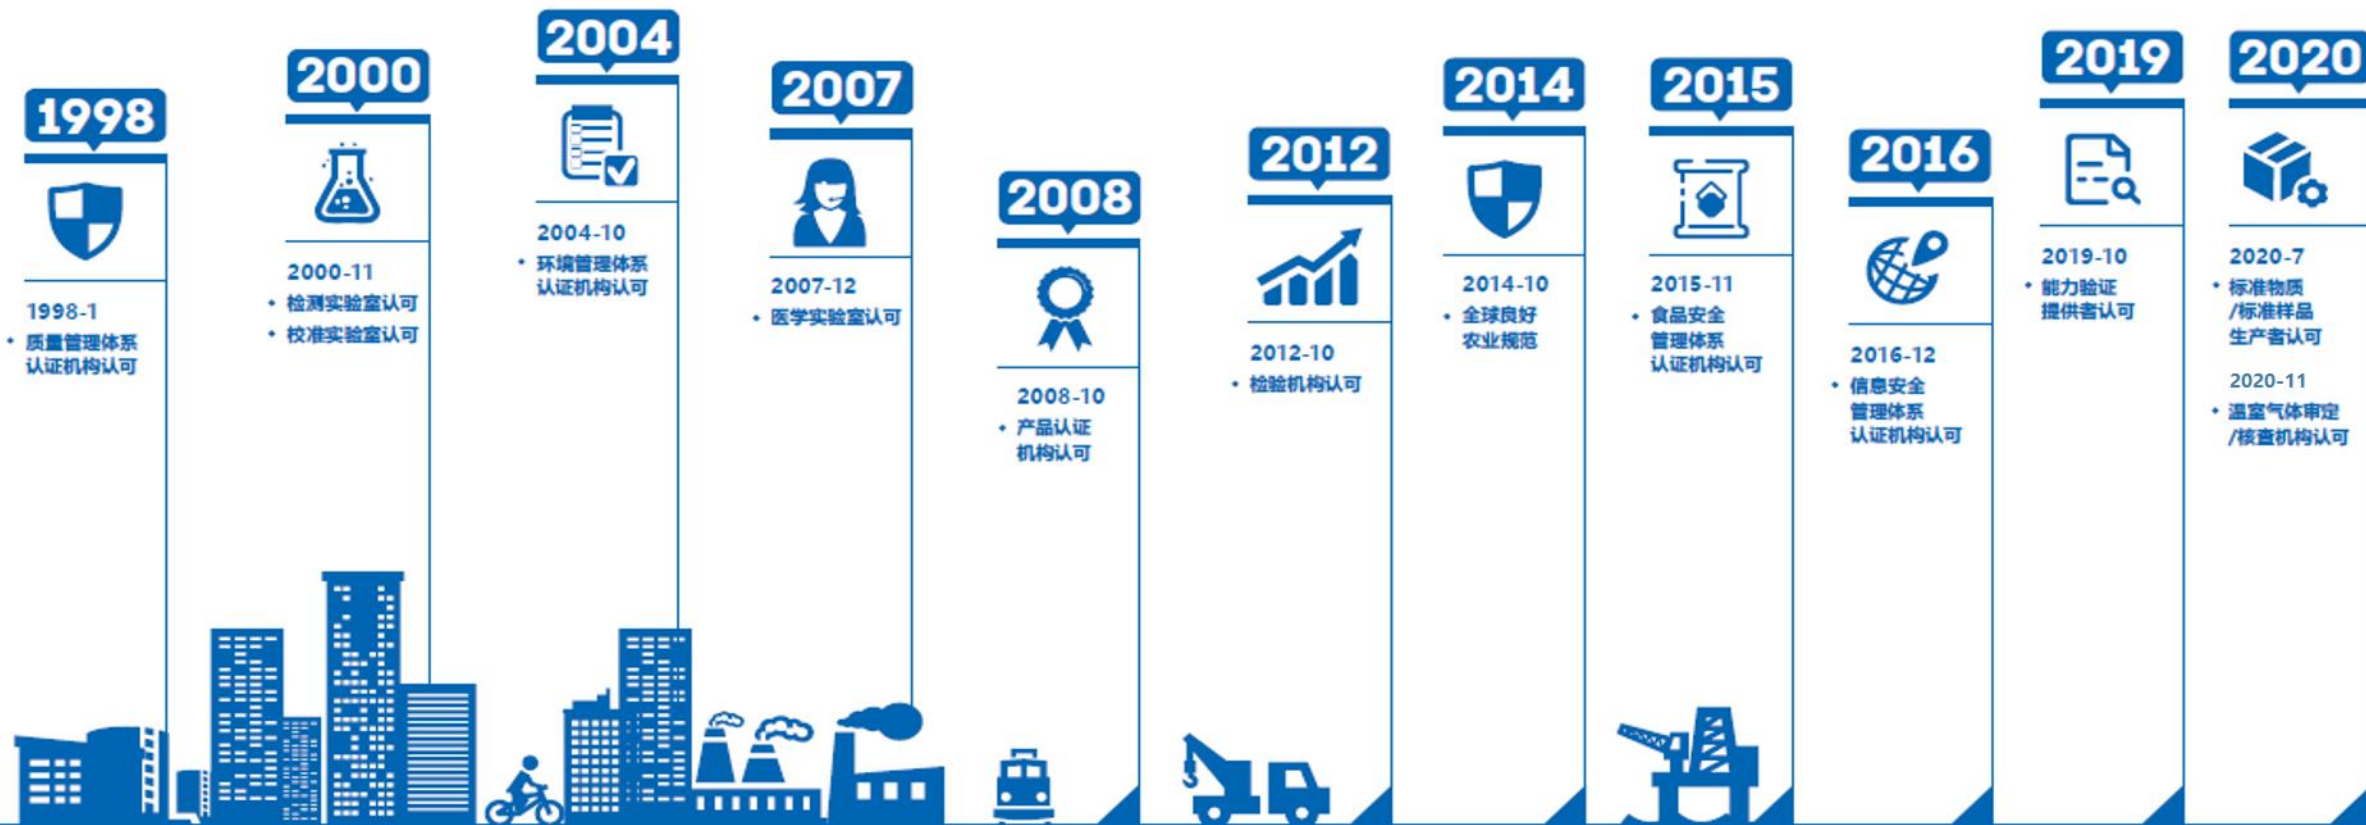 1998
1998-1
• 质量管理体系
认证机构认可
2000
2000-11
• 检测实验室认可
• 校准实验室认可
2004
2004-10
• 环境管理体系
认证机构认可
2007
2007-12
• 医学实验室认可
2008
2008-10
• 产品认证
机构认可
2012
2012-10
• 检验机构认可
2014
2014-10
• 全球良好
农业规范
2015
2015-11
• 食品安全
管理体系
认证机构认可
2016
2016-12
• 信息安全
管理体系
认证机构认可
2019
2019-10
• 能力验证
提供者认可
2020
2020-7
• 标准物质
/标准样品
生产者认可
2020-11
• 温室气体审定
/核查机构认可